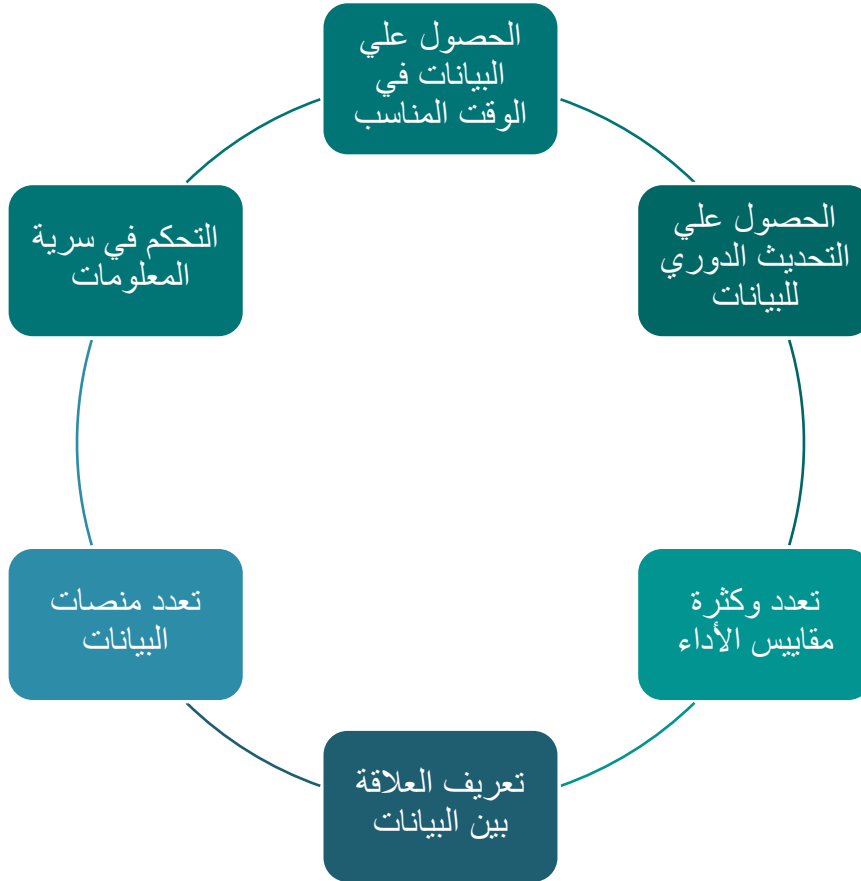 الحصول علي
البيانات في
الوقت المناسب
الحصول علي
التحديث الدوري
للبيانات
تعدد وكثرة
مقاييس الأداء
تعريف العلاقة
بين البيانات
تعدد منصات
البيانات
التحكم في سرية
المعلومات